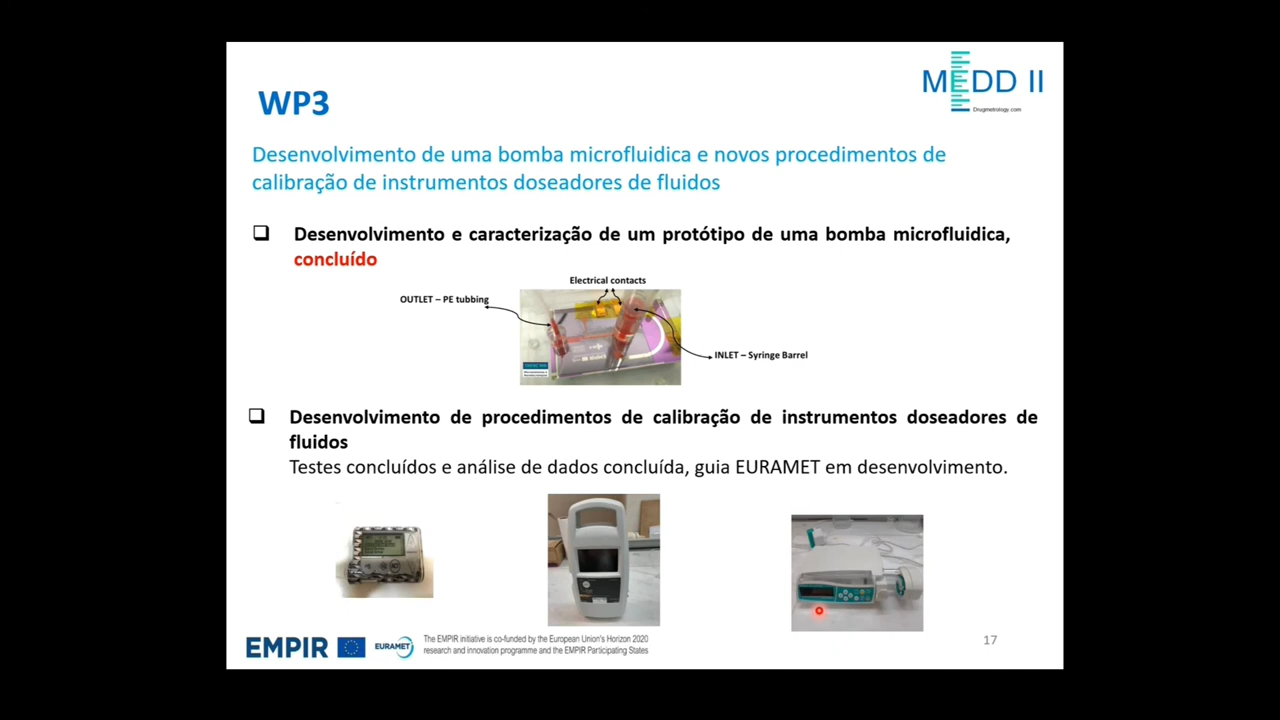 MEDD II
Drugmetrology.com
WP3
Desenvolvimento de uma bomba microfluidica e novos procedimentos de
calibração de instrumentos doseadores de fluidos
Desenvolvimento e caracterização de um protótipo de uma bomba microfluidica,
concluído
Electrical contacts
OUTLET – PE tubbing
INLET – Syringe Barrel
Desenvolvimento de procedimentos de calibração de instrumentos doseadores de
fluidos
Testes concluídos e análise de dados concluída, guia EURAMET em desenvolvimento.
EMPIR
EURAMET
The EMPIR initiative is co-funded by the European Union's Horizon 2020
research and innovation programme and the EMPIR Participating States
17